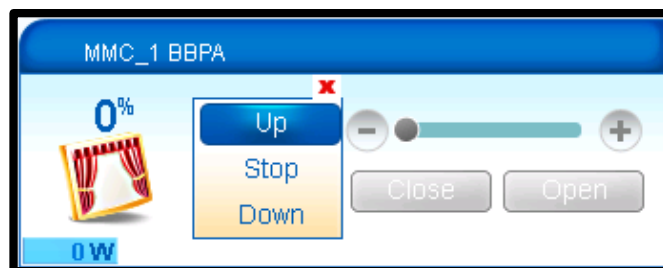 MMC_1 BBPA
0%
Up
Stop
Down
Close
Open
0 W